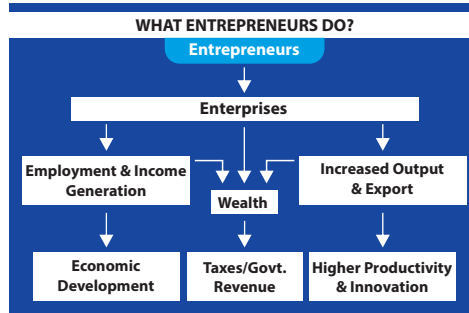 WHAT ENTREPRENEURS DO?
Entrepreneurs
Enterprises
Employment & Income
Generation
Increased Output
& Export
Wealth
Economic
Development
Taxes/Govt.
Revenue
Higher Productivity
& Innovation